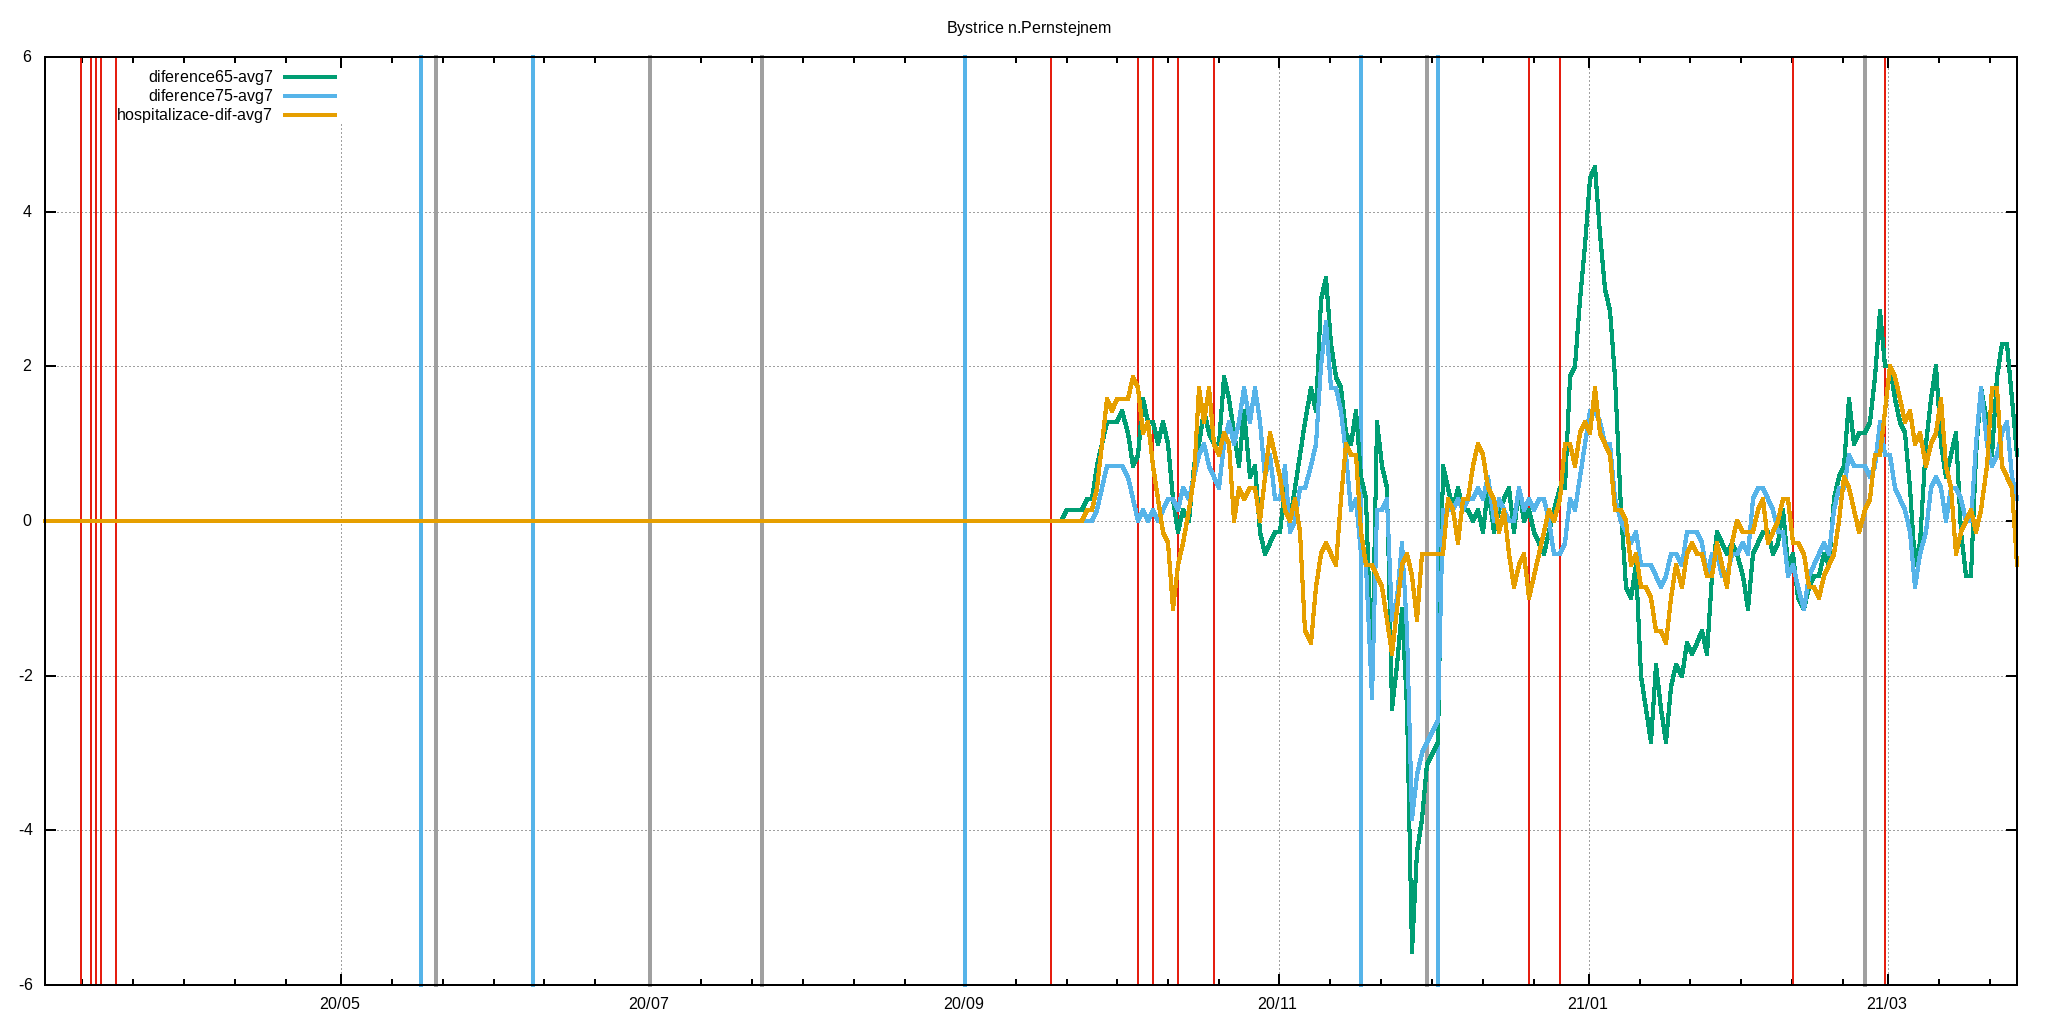 Bystrice n.Pernstejnem
6
diference65-avg7
diference75-avg7
hospitalizace-dif-avg7
4
2
0
-2
-4
-6
20/05 20/07 20/09 20/11 21/01 21/03